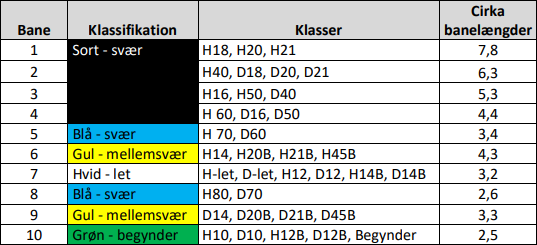 Bane Klassifikation Klasser Cirka banelængder
1 Sort - svær H18, H20, H21 7,8
2 H40, D18, D20, D21 6,3
3 H16, H50, D40 5,3
4 H 60, D16, D50 4,4
5 Blå - svær H 70, D60 3,4
6 Gul - mellemsvær H14, H20B, H21B, H45B 4,3
7 Hvid - let H-let, D-let, H12, D12, H14B, D14B 3,2
8 Blå - svær H80, D70 2,6
9 Gul - mellemsvær D14, D20B, D21B, D45B 3,3
10 Grøn - begynder H10, D10, H12B, D12B, Begynder 2,5